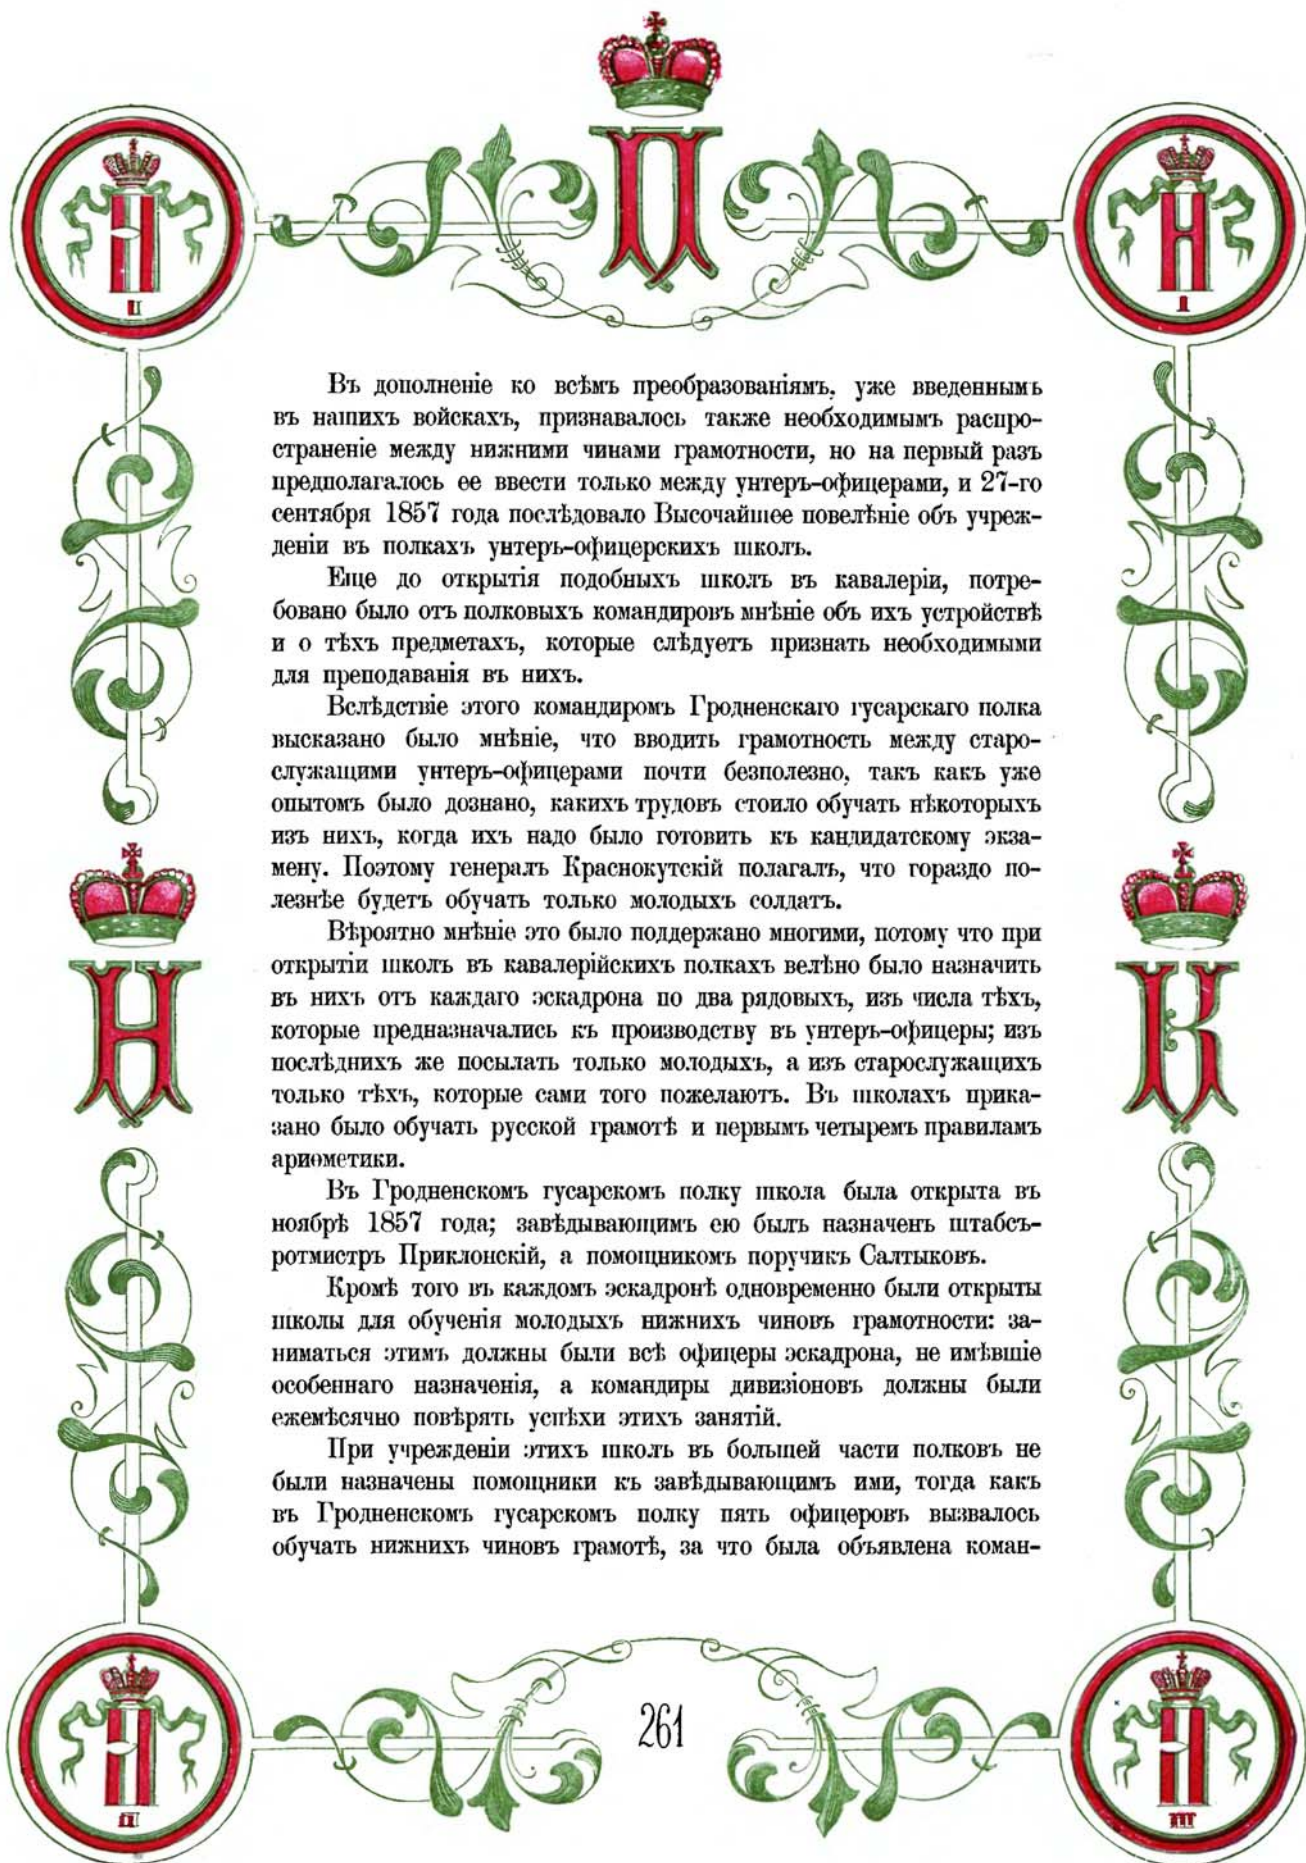 П
Н
II
Н
I
Въ дополненіе ко всѣмъ преобразованіямъ, уже введеннымъ
въ нашихъ войскахъ, признавалось также необходимымъ распро-
страненіе между нижними чинами грамотности, но на первый разъ
предполагалось ее ввести только между унтеръ-офицерами, и 27-го
сентября 1857 года послѣдовало Высочайшее повелѣніе объ учреж-
деніи въ полкахъ унтеръ-офицерскихъ школъ.
Еще до открытія подобныхъ школъ въ кавалеріи, потре-
бовано было отъ полковыхъ командировъ мнѣніе объ ихъ устройствѣ
и о тѣхъ предметахъ, которые слѣдуетъ признать необходимыми
для преподаванія въ нихъ.
Вслѣдствіе этого командиромъ Гродненскаго гусарскаго полка
высказано было мнѣніе, что вводить грамотность между старо-
служащими унтеръ-офицерами почти безполезно, такъ какъ уже
опытомъ было дознано, какихъ трудовъ стоило обучать нѣкоторыхъ
изъ нихъ, когда ихъ надо было готовить къ кандидатскому экза-
мену. Поэтому генералъ Краснокутскій полагалъ, что гораздо по-
лезнѣе будетъ обучать только молодыхъ солдатъ.
Вѣроятно мнѣніе это было поддержано многими, потому что при
открытіи школъ въ кавалерійскихъ полкахъ велѣно было назначить
въ нихъ отъ каждаго эскадрона по два рядовыхъ, изъ числа тѣхъ,
которые предназначались къ производству въ унтеръ-офицеры; изъ
послѣднихъ же посылать только молодыхъ, а изъ старослужащихъ
только тѣхъ, которые сами того пожелаютъ. Въ школахъ прика-
зано было обучать русской грамотѣ и первымъ четыремъ правиламъ
ариѳметики.
Въ Гродненскомъ гусарскомъ полку школа была открыта въ
ноябрѣ 1857 года; завѣдывающимъ ею былъ назначенъ штабсъ-
ротмистръ Приклонскій, а помощникомъ поручикъ Салтыковъ.
Кромѣ того въ каждомъ эскадронѣ одновременно были открыты
школы для обученія молодыхъ нижнихъ чиновъ грамотности: за-
ниматься этимъ должны были всѣ офицеры эскадрона, не имѣвшіе
особеннаго назначенія, а командиры дивизіоновъ должны были
ежемѣсячно повѣрять успѣхи этихъ занятій.
При учрежденіи этихъ школъ въ большей части полковъ не
были назначены помощники къ завѣдывающимъ ими, тогда какъ
въ Гродненскомъ гусарскомъ полку пять офицеровъ вызвалось
обучать нижнихъ чиновъ грамотѣ, за что была объявлена коман-
Н
К
261
III